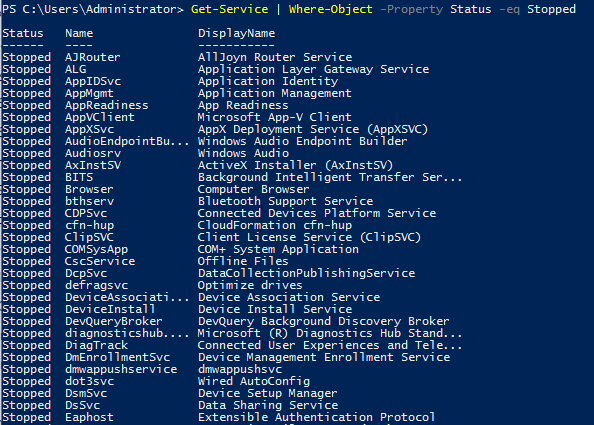 PS C:\Users\Administrator> Get-Service | Where-Object -Property Status -eq Stopped
Status   Name               DisplayName
------   ----               -----------
Stopped  AJRouter           AllJoyn Router Service
Stopped  ALG                Application Layer Gateway Service
Stopped  AppIDSvc           Application Identity
Stopped  AppMgmt            Application Management
Stopped  AppReadiness       App Readiness
Stopped  AppVClient         Microsoft App-V Client
Stopped  AppXSvc            AppX Deployment Service (AppXSVC)
Stopped  AudioEndpointBu... Windows Audio Endpoint Builder
Stopped  Audiosrv           Windows Audio
Stopped  AxInstSV           ActiveX Installer (AxInstSV)
Stopped  BITS               Background Intelligent Transfer Ser...
Stopped  Browser            Computer Browser
Stopped  bthserv            Bluetooth Support Service
Stopped  CDPSvc             Connected Devices Platform Service
Stopped  cfn-hup            CloudFormation cfn-hup
Stopped  ClipSVC            Client License Service (ClipSVC)
Stopped  COMSysApp          COM+ System Application
Stopped  CscService         Offline Files
Stopped  DcpSvc             DataCollectionPublishingService
Stopped  defragsvc          Optimize drives
Stopped  DeviceAssociati... Device Association Service
Stopped  DeviceInstall      Device Install Service
Stopped  DevQueryBroker     DevQuery Background Discovery Broker
Stopped  diagnosticshub.... Microsoft (R) Diagnostics Hub Stand...
Stopped  DiagTrack          Connected User Experiences and Tele...
Stopped  DmEnrollmentSvc    Device Management Enrollment Service
Stopped  dmwappushservice   dmwappushsvc
Stopped  dot3svc            Wired AutoConfig
Stopped  DsmSvc             Device Setup Manager
Stopped  DsSvc              Data Sharing Service
Stopped  Eaphost            Extensible Authentication Protocol